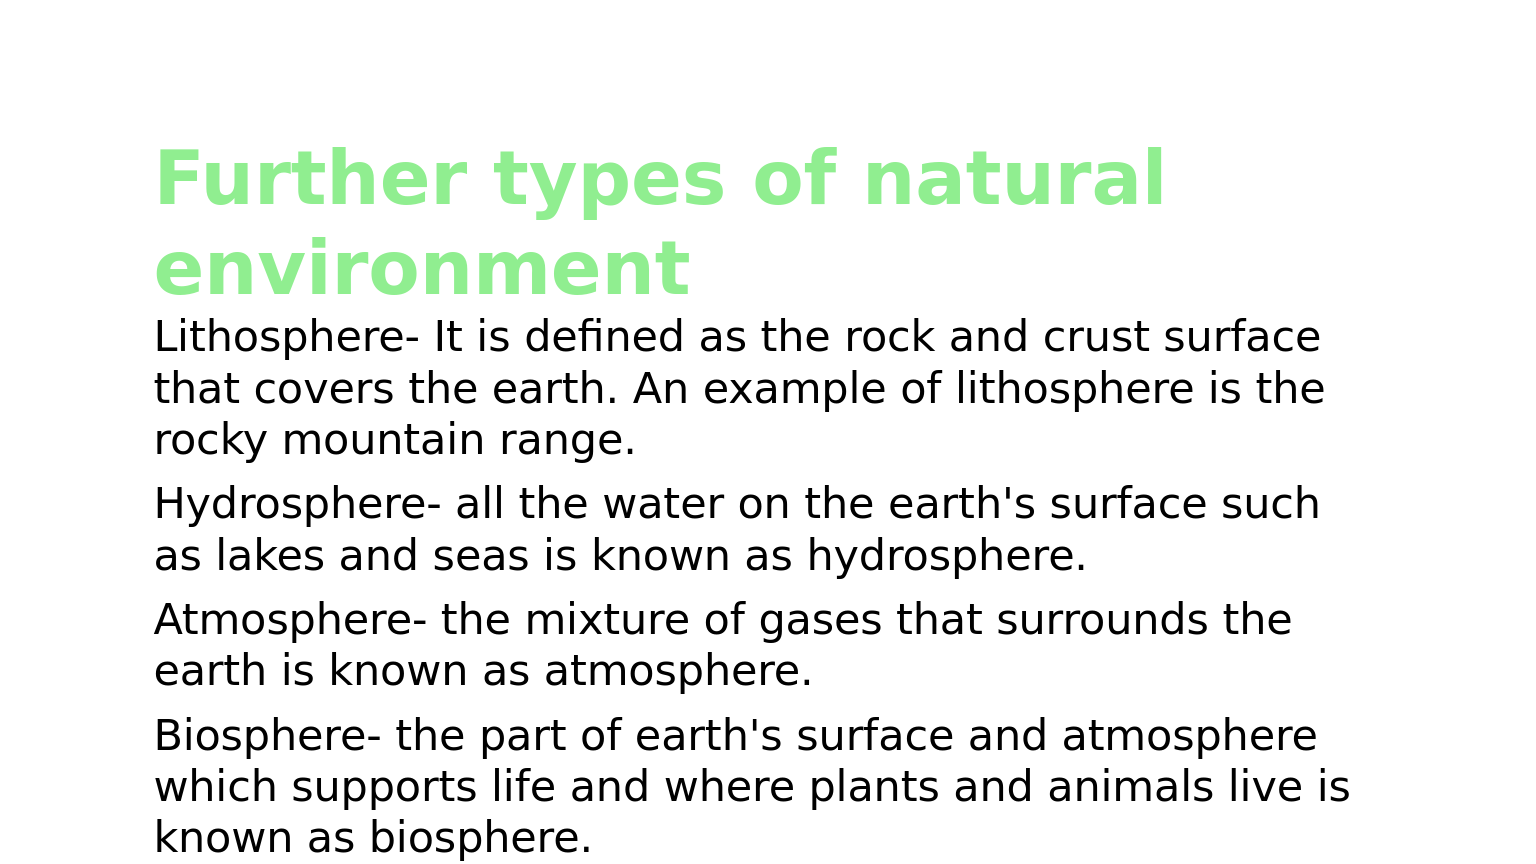 Further types of natural
environment
Lithosphere- It is defined as the rock and crust surface
that covers the earth. An example of lithosphere is the
rocky mountain range.
Hydrosphere- all the water on the earth's surface such
as lakes and seas is known as hydrosphere.
Atmosphere- the mixture of gases that surrounds the
earth is known as atmosphere.
Biosphere- the part of earth's surface and atmosphere
which supports life and where plants and animals live is
known as biosphere.